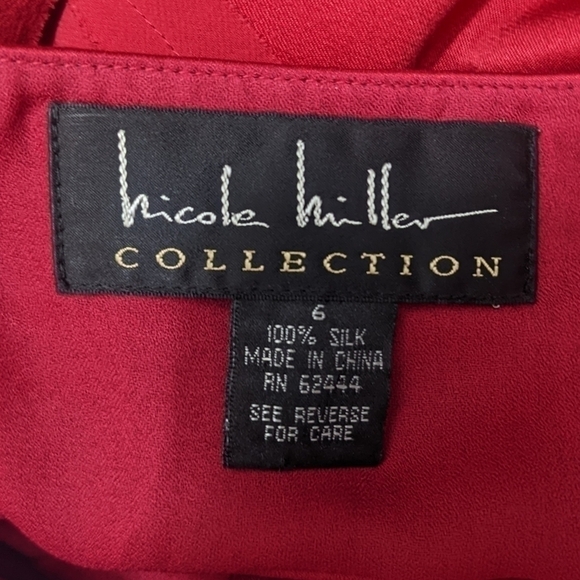 nicole miller
COLLECTION
6
100% SILK
MADE IN CHINA
RN 62444
SEE REVERSE
FOR CARE